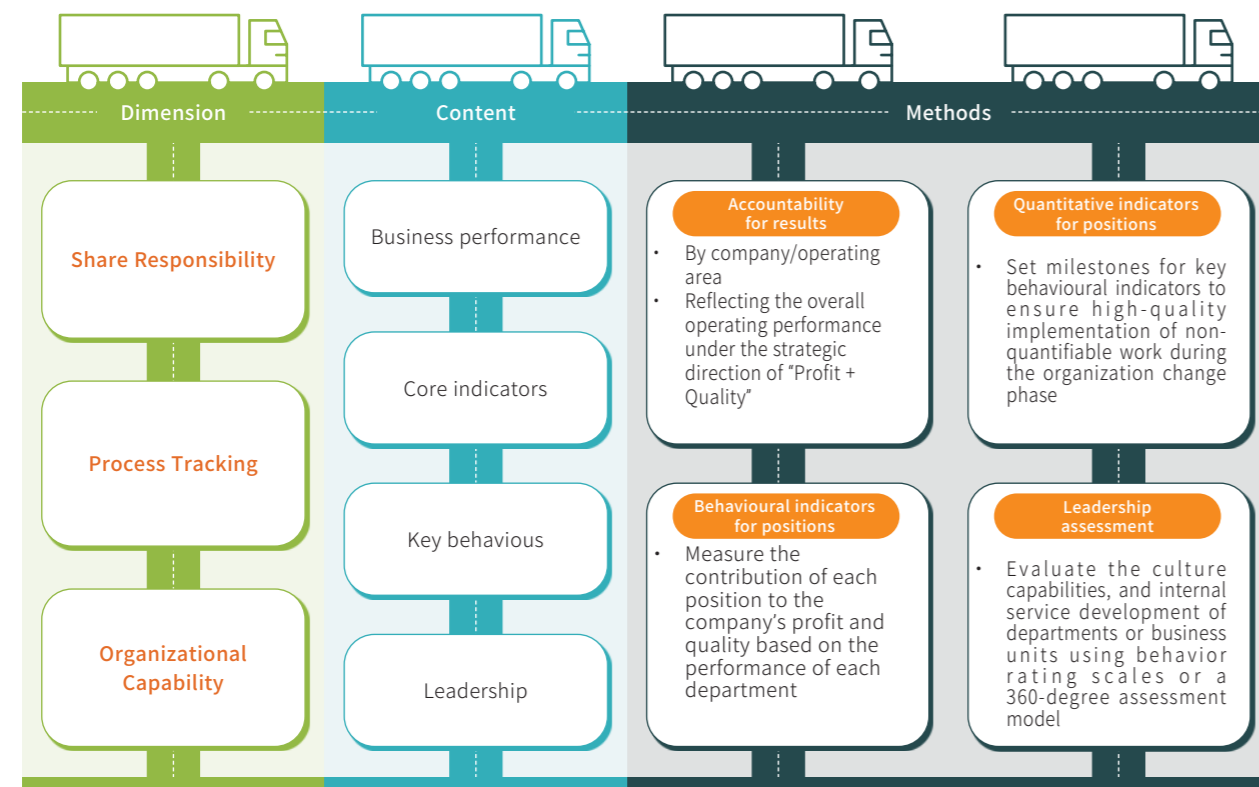 Dimension
Content
Methods
Share Responsibility
Process Tracking
Organizational
Capability
Business performance
Core indicators
Key behavious
Leadership
Accountability
for results
• By company/operating
area
• Reflecting the overall
operating performance
under the strategic
direction of “Profit +
Quality”
Quantitative indicators
for positions
• Set milestones for key
behavioural indicators to
ensure high-quality
implementation of non-
quantifiable work during
the organization change
phase
Behavioural indicators
for positions
• Measure the
contribution of each
position to the
company’s profit and
quality based on the
performance of each
department
Leadership
assessment
• Evaluate the culture
capabilities, and internal
service development of
departments or business
units using behavior
rating scales or a
360-degree assessment
model